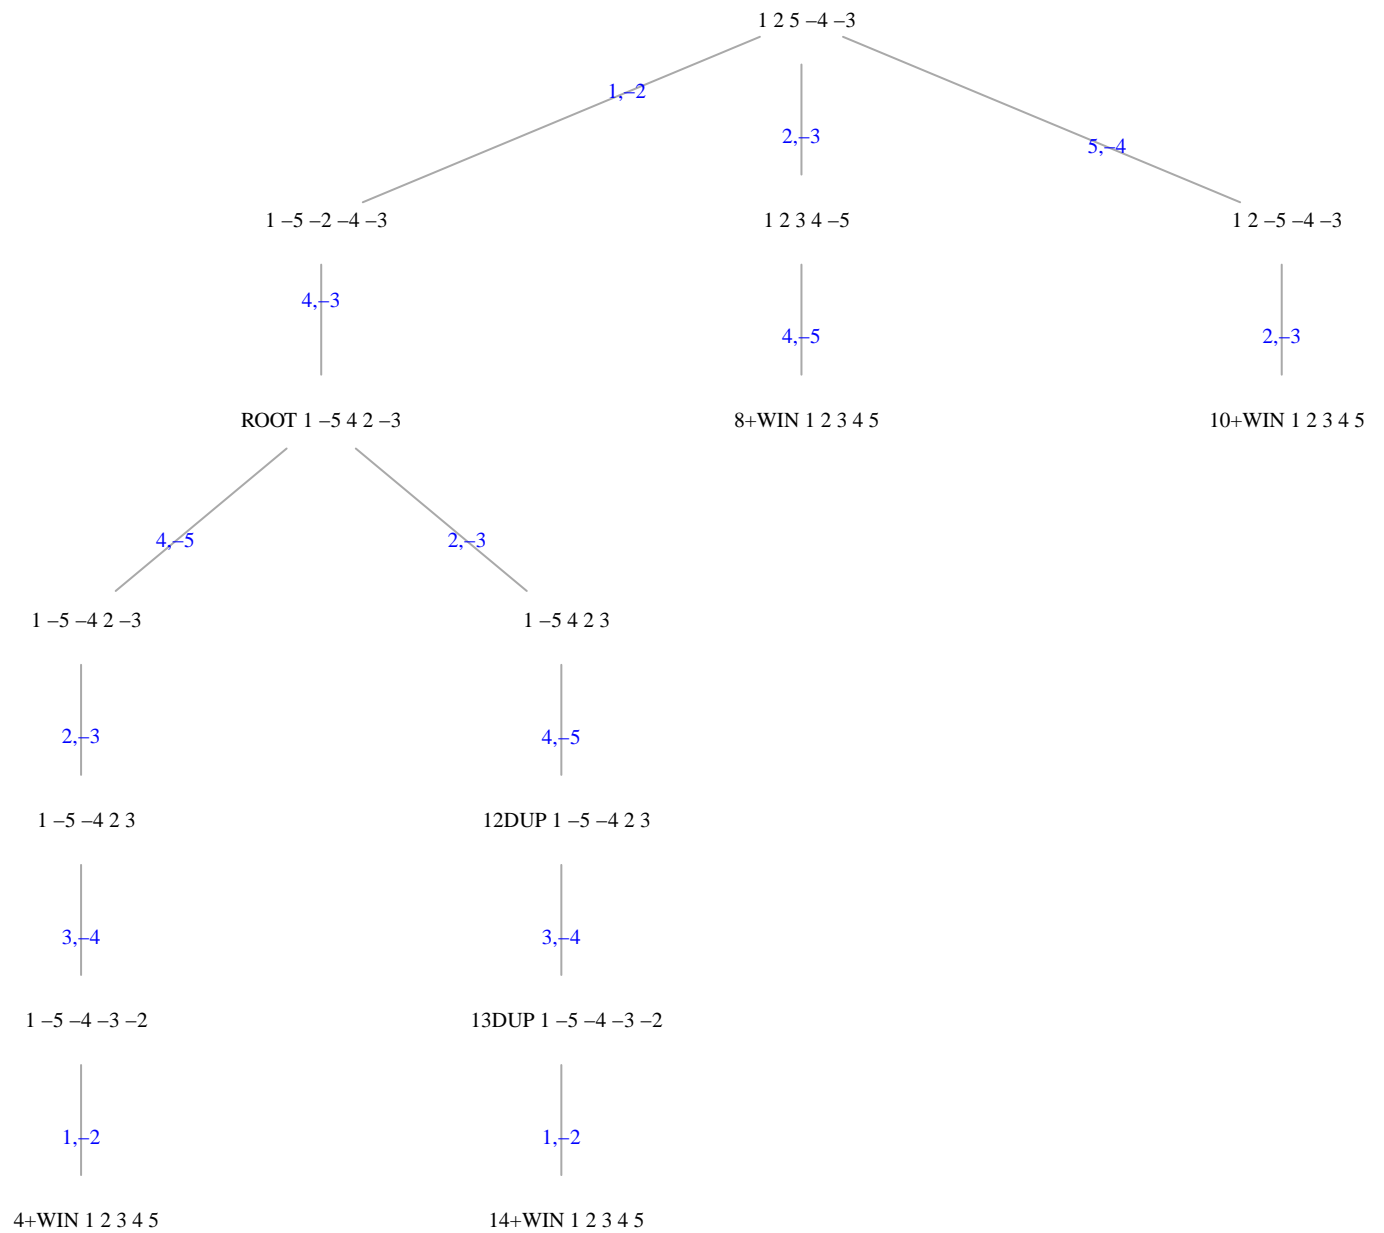 1 2 5 –4 –3
1,–2
2,–3
5,–4
1 –5 –2 –4 –3
1 2 3 4 –5
1 2 –5 –4 –3
4,–3
4,–5
2,–3
ROOT 1 –5 4 2 –3
8+WIN 1 2 3 4 5
10+WIN 1 2 3 4 5
4,–5
2,–3
1 –5 –4 2 –3
1 –5 4 2 3
2,–3
4,–5
1 –5 –4 2 3
12DUP 1 –5 –4 2 3
3,–4
3,–4
1 –5 –4 –3 –2
13DUP 1 –5 –4 –3 –2
1,–2
1,–2
4+WIN 1 2 3 4 5
14+WIN 1 2 3 4 5